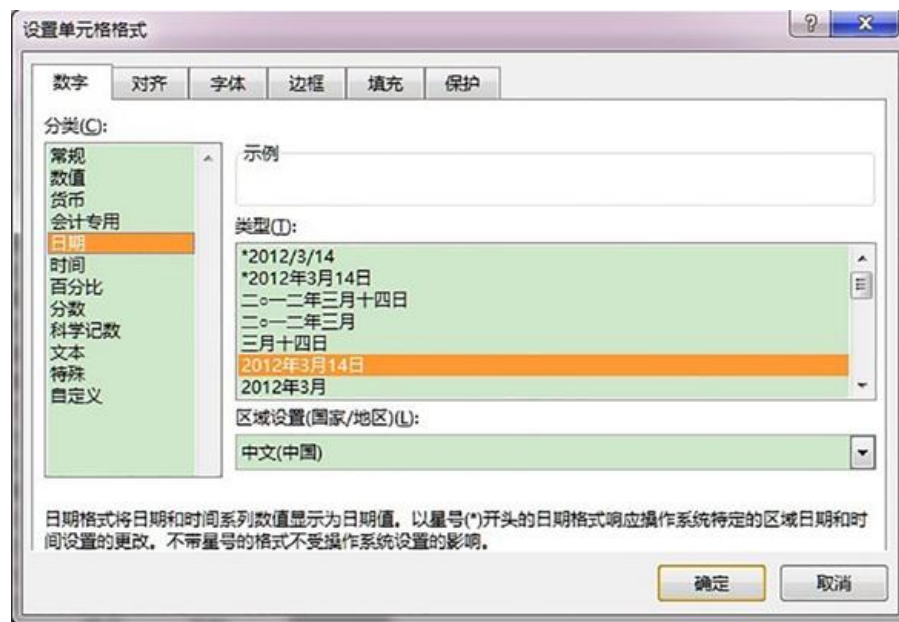 设置单元格格式
数字 对齐 字体 边框 填充 保护
分类(C):
常规
数值
货币
会计专用
日期
时间
百分比
分数
科学记数
文本
特殊
自定义
示例
类型(T):
*2012/3/14
*2012年3月14日
二○一二年三月十四日
二○一二年三月
三月十四日
2012年3月14日
2012年3月
区域设置(国家/地区)(L):
中文(中国)
日期格式将日期和时间系列数值显示为日期值。以星号(*)开头的日期格式响应操作系统特定的区域日期和时
间设置的更改。不带星号的格式不受操作系统设置的影响。
确定 取消